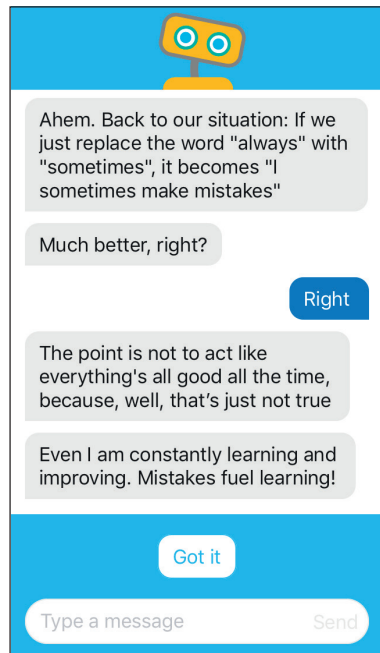 Ahem. Back to our situation: If we
just replace the word "always" with
"sometimes", it becomes "I
sometimes make mistakes"
Much better, right?
Right
The point is not to act like
everything's all good all the time,
because, well, that’s just not true
Even I am constantly learning and
improving. Mistakes fuel learning!
Got it
Type a message
Send